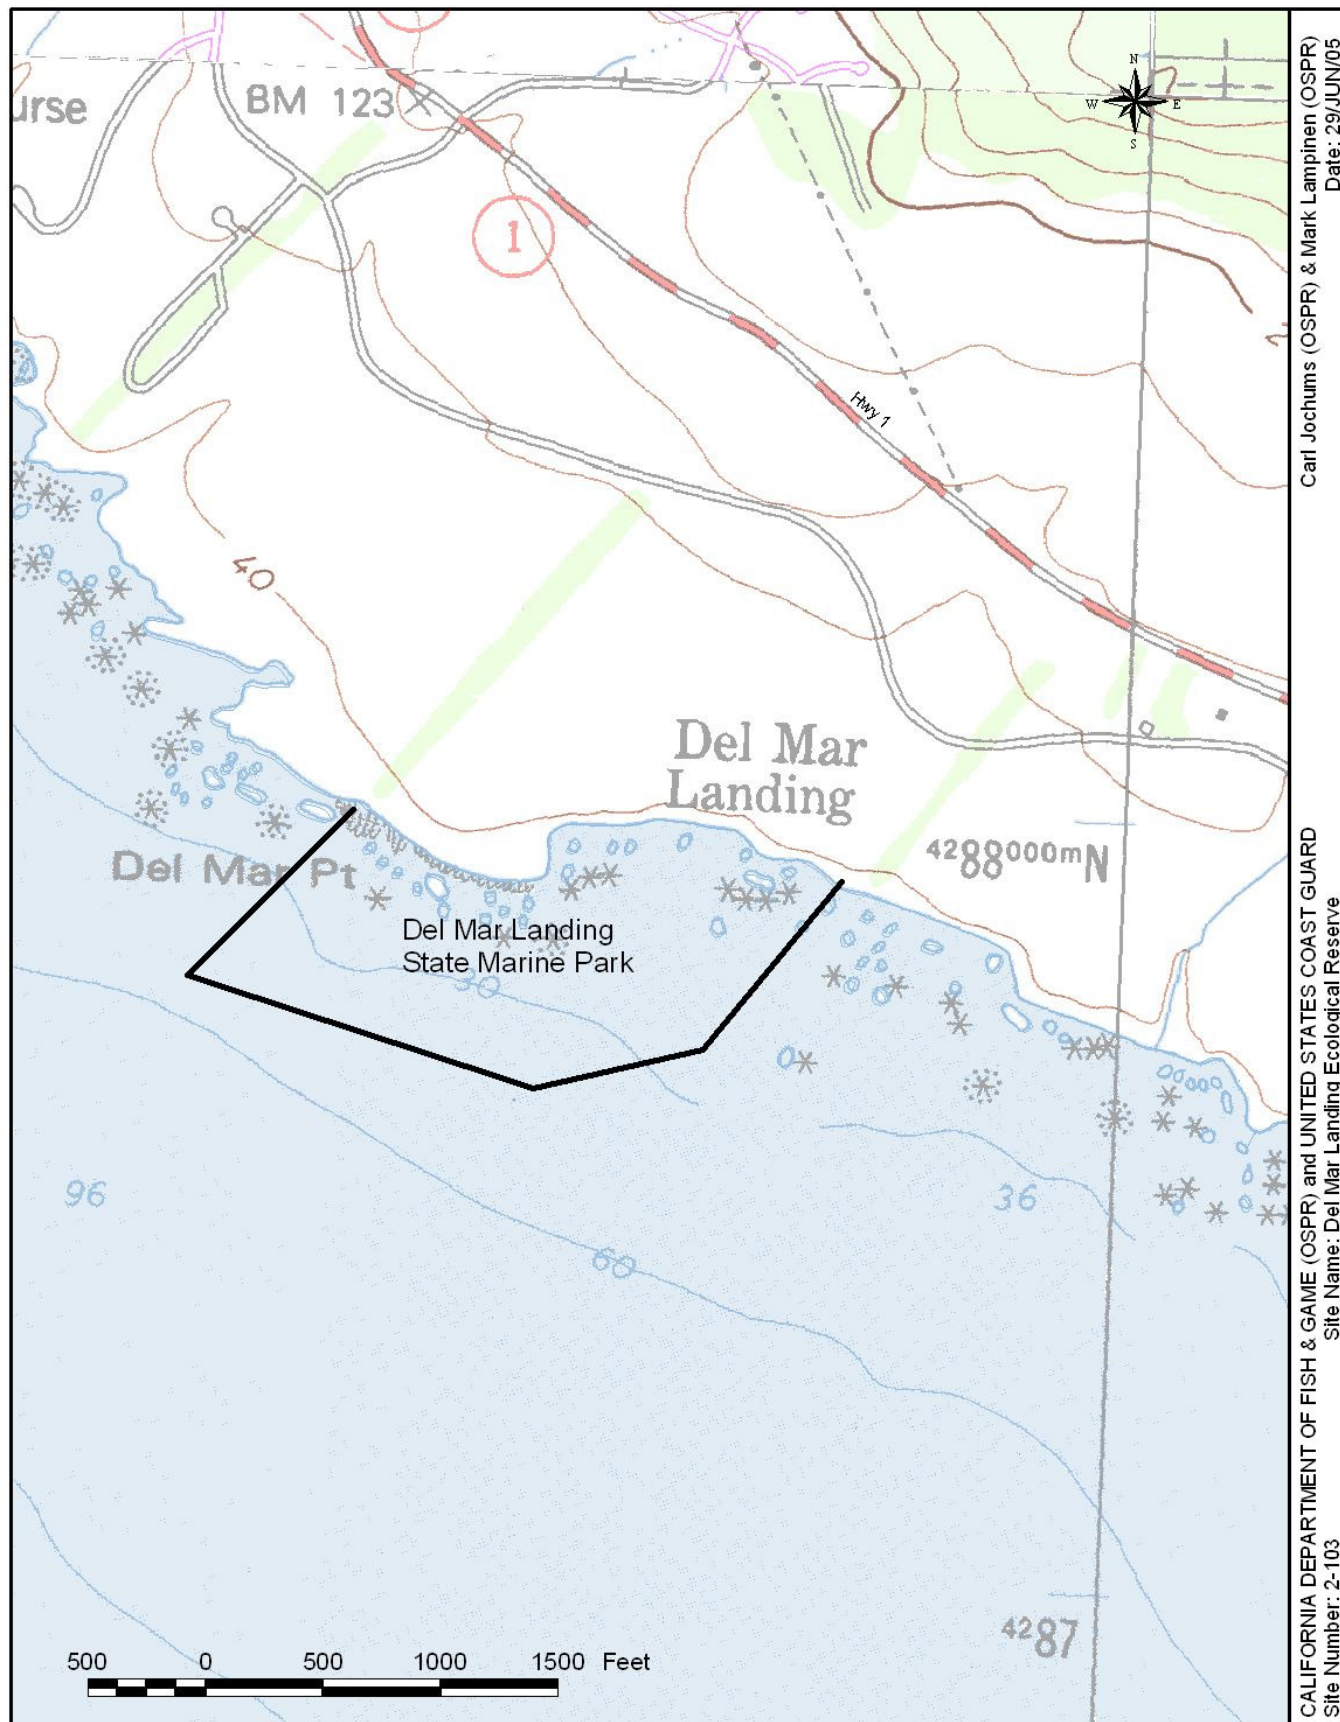 urse
BM 123
N
W E
S
1
Hwy 1
40
Del Mar
Landing
4288000mN
Del Mar Pt
Del Mar Landing
State Marine Park
30
96
36
60
4287
500 0 500 1000 1500 Feet
CALIFORNIA DEPARTMENT OF FISH & GAME (OSPR) and UNITED STATES COAST GUARD Carl Jochums (OSPR) & Mark Lampinen (OSPR)
Site Number: 2-103 Site Name: Del Mar Landing Ecological Reserve Date: 29/JUN/05